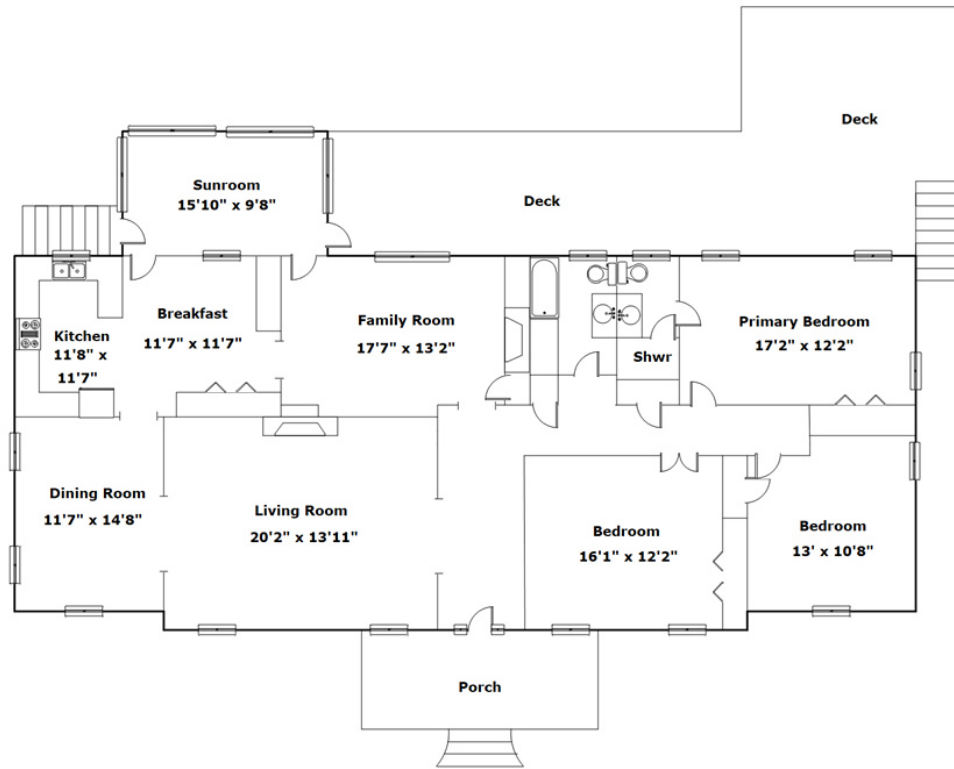 Deck
Sunroom
15'10" x 9'8"
Deck
Breakfast
11'7" x 11'7"
Kitchen
11'8" x
11'7"
Family Room
17'7" x 13'2"
Shwr
Primary Bedroom
17'2" x 12'2"
Dining Room
11'7" x 14'8"
Living Room
20'2" x 13'11"
Bedroom
16'1" x 12'2"
Bedroom
13' x 10'8"
Porch